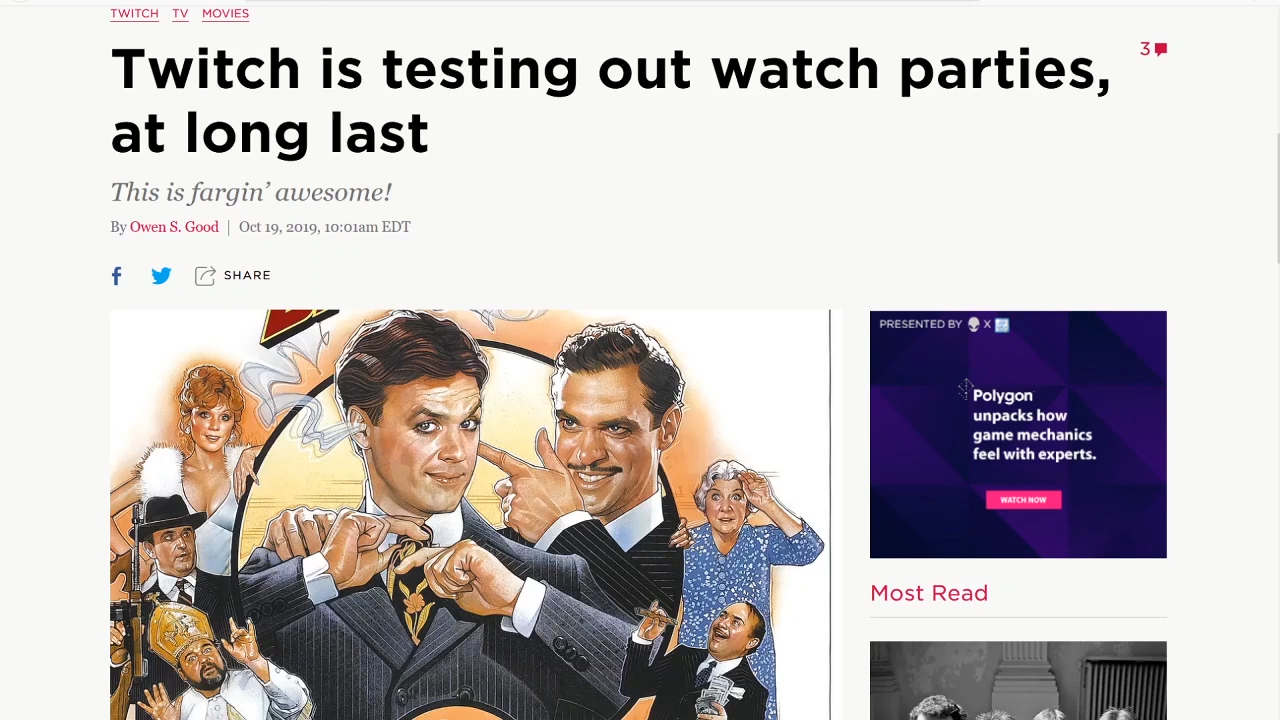 TWITCH TV MOVIES
Twitch is testing out watch parties,
at long last
3
This is fargin’ awesome!
By Owen S. Good | Oct 19, 2019, 10:01am EDT
SHARE
PRESENTED BY X
Polygon
unpacks how
game mechanics
feel with experts.
WATCH NOW
Most Read